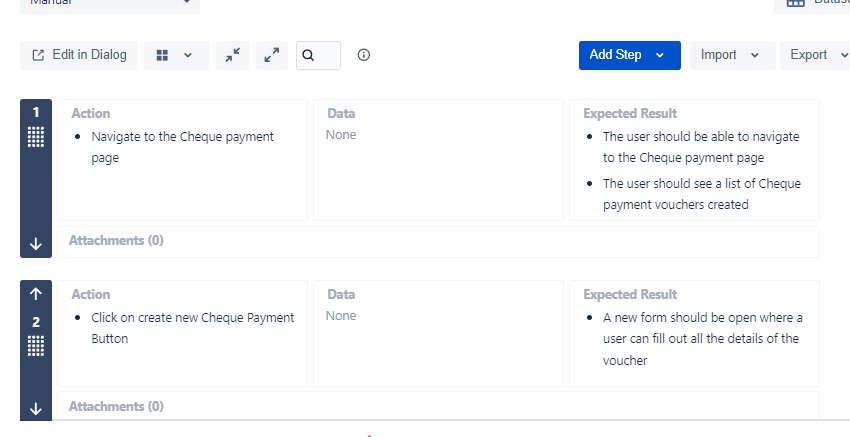 Manual
Edit in Dialog
Add Step
Import
Export
1
Action
Navigate to the Cheque payment
page
Data
None
Expected Result
The user should be able to navigate
to the Cheque payment page
The user should see a list of Cheque
payment vouchers created
Attachments (0)
2
Action
Click on create new Cheque Payment
Button
Data
None
Expected Result
A new form should be open where a
user can fill out all the details of the
voucher
Attachments (0)